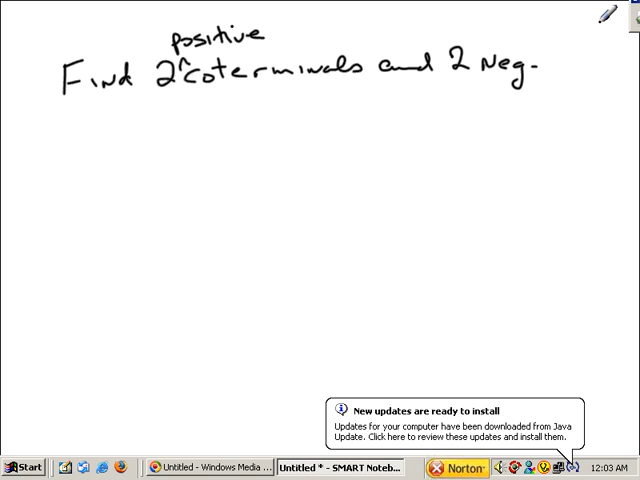 positive
Find 2^coterminals and 2 Neg.
New updates are ready to install
Updates for your computer have been downloaded from Java
Update. Click here to review these updates and install them.
Start
Untitled - Windows Media ...
Untitled * - SMART Noteb...
Norton
12:03 AM